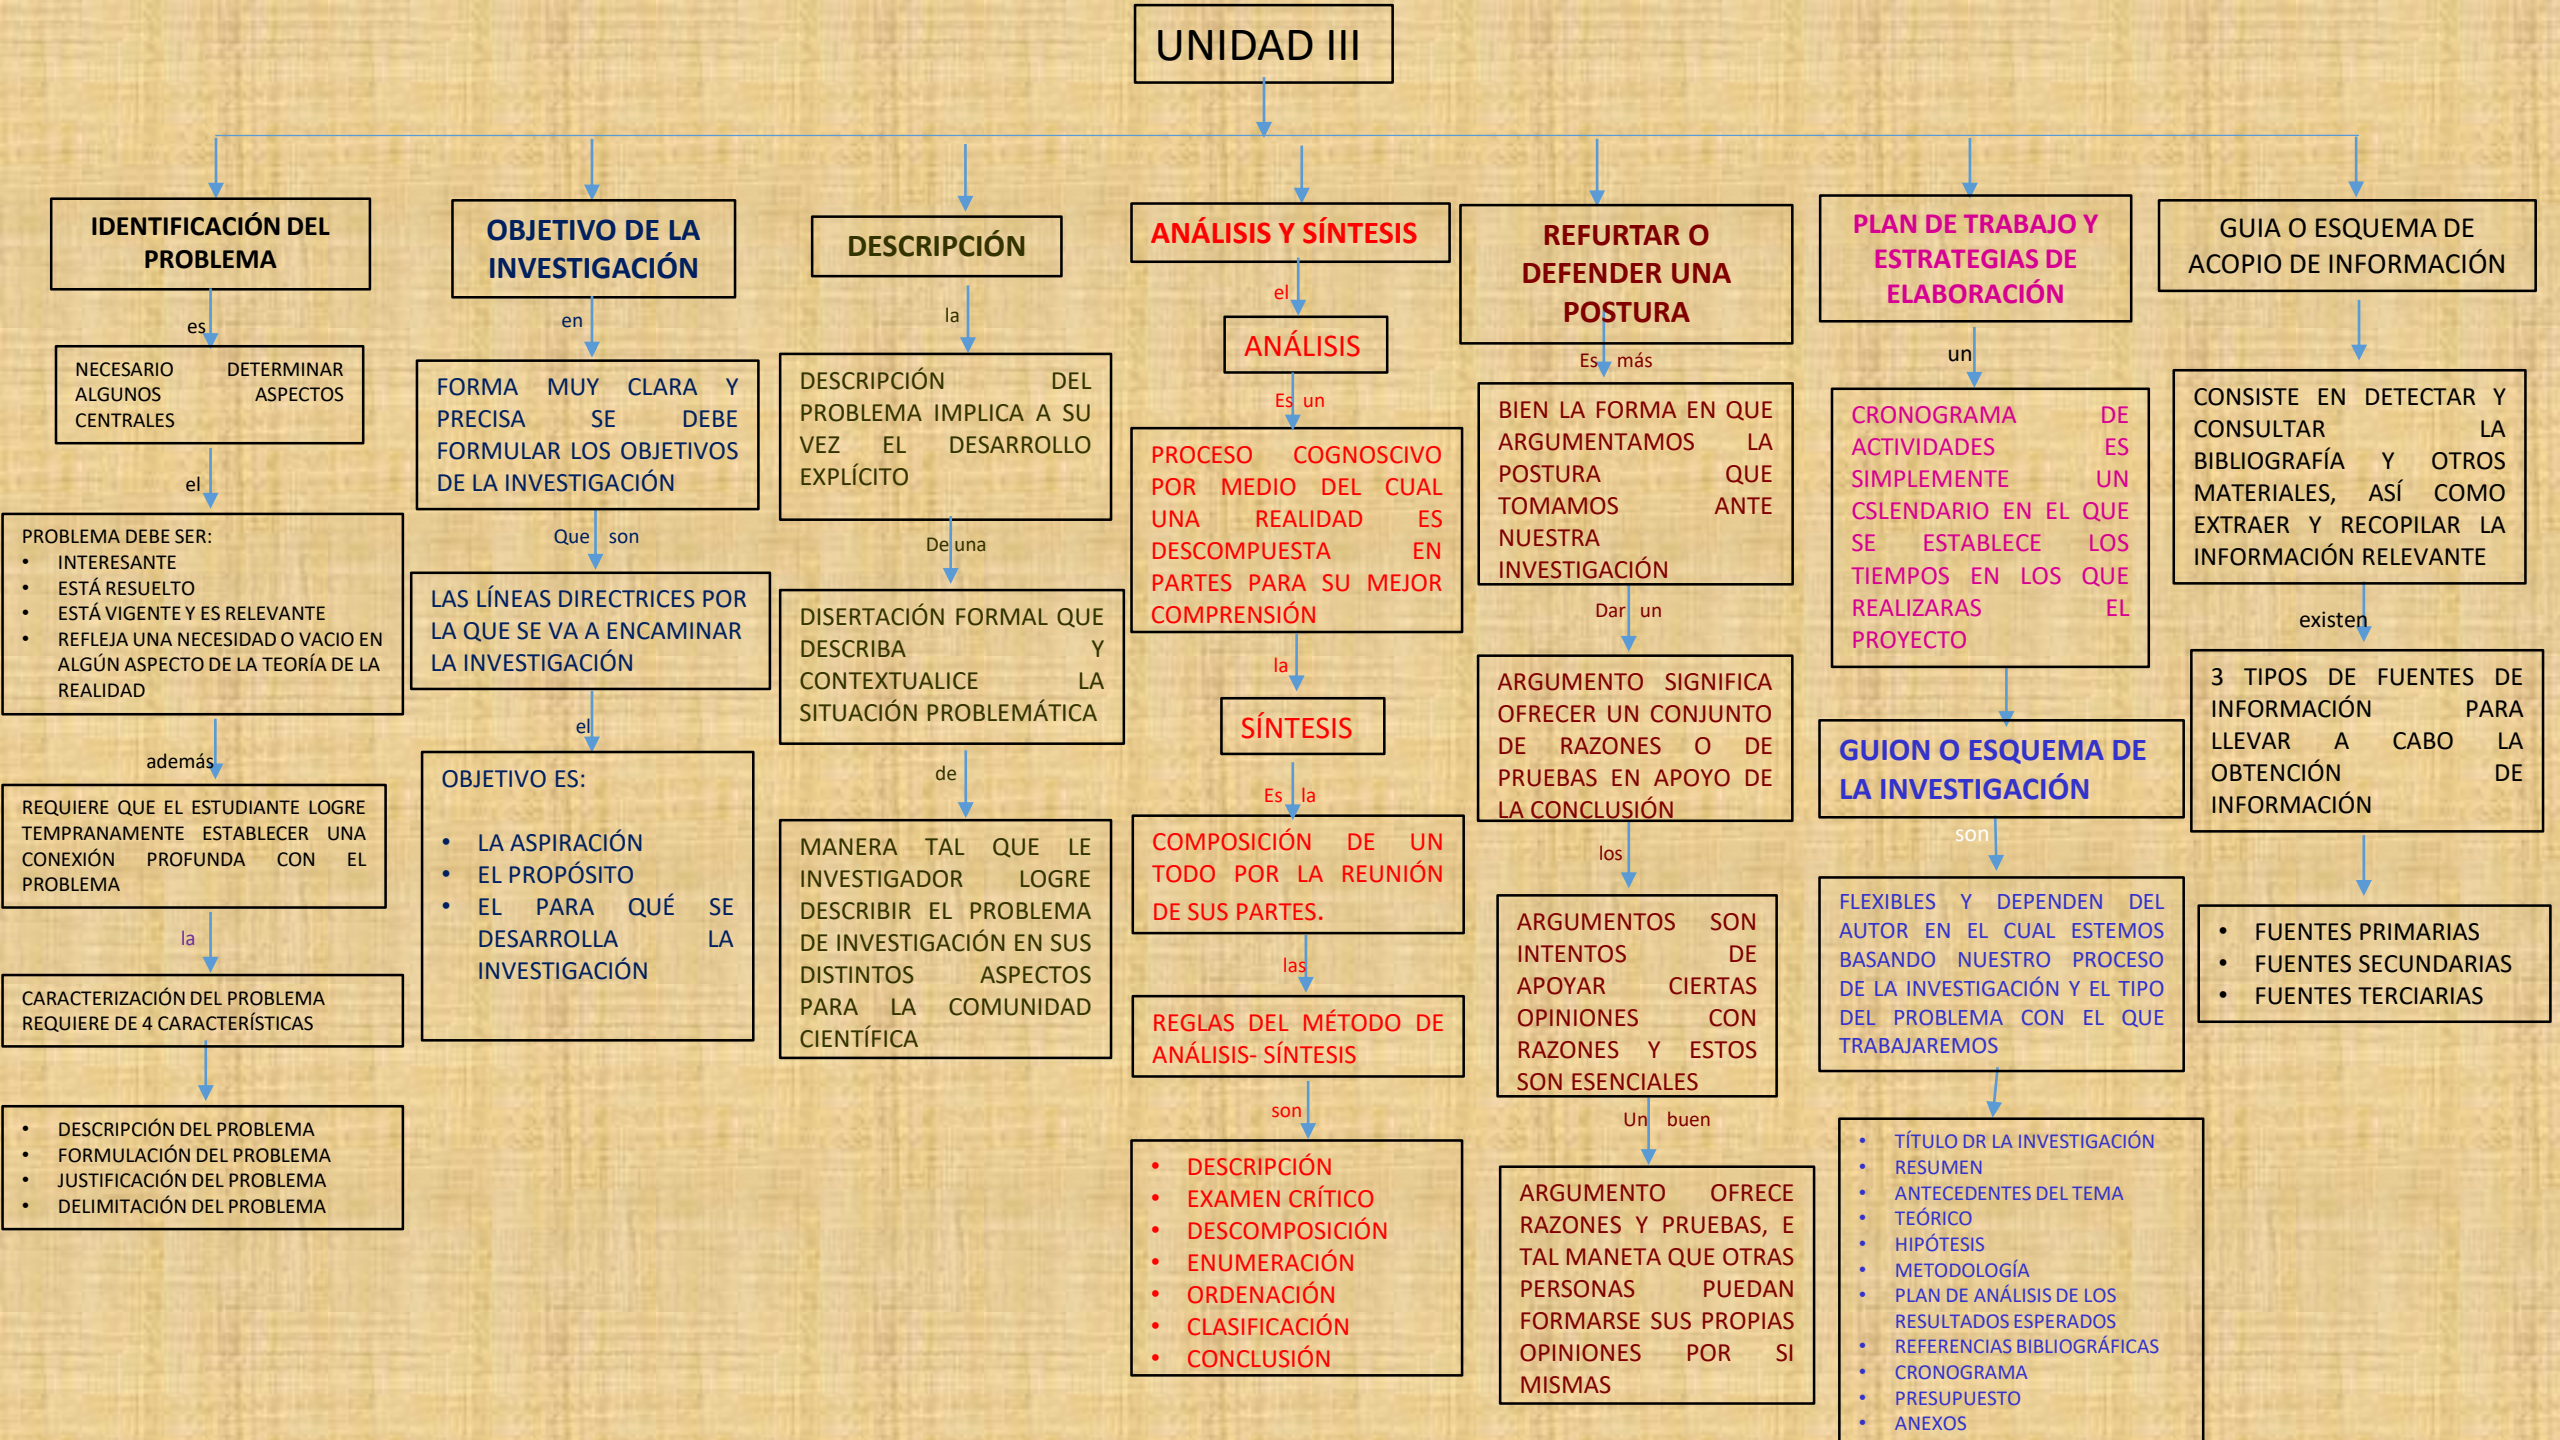 UNIDAD III
IDENTIFICACIÓN DEL
PROBLEMA
es
NECESARIO DETERMINAR
ALGUNOS ASPECTOS
CENTRALES
el
PROBLEMA DEBE SER:
• INTERESANTE
• ESTÁ RESUELTO
• ESTÁ VIGENTE Y ES RELEVANTE
• REFLEJA UNA NECESIDAD O VACIO EN
ALGÚN ASPECTO DE LA TEORÍA DE LA
REALIDAD
además
REQUIERE QUE EL ESTUDIANTE LOGRE
TEMPRANAMENTE ESTABLECER UNA
CONEXIÓN PROFUNDA CON EL
PROBLEMA
la
CARACTERIZACIÓN DEL PROBLEMA
REQUIERE DE 4 CARACTERÍSTICAS
• DESCRIPCIÓN DEL PROBLEMA
• FORMULACIÓN DEL PROBLEMA
• JUSTIFICACIÓN DEL PROBLEMA
• DELIMITACIÓN DEL PROBLEMA
OBJETIVO DE LA
INVESTIGACIÓN
en
FORMA MUY CLARA Y
PRECISA SE DEBE
FORMULAR LOS OBJETIVOS
DE LA INVESTIGACIÓN
Que son
LAS LÍNEAS DIRECTRICES POR
LA QUE SE VA A ENCAMINAR
LA INVESTIGACIÓN
el
OBJETIVO ES:
• LA ASPIRACIÓN
• EL PROPÓSITO
• EL PARA QUÉ SE
DESARROLLA LA
INVESTIGACIÓN
DESCRIPCIÓN
la
DESCRIPCIÓN DEL
PROBLEMA IMPLICA A SU
VEZ EL DESARROLLO
EXPLÍCITO
De una
DISERTACIÓN FORMAL QUE
DESCRIBA Y
CONTEXTUALICE LA
SITUACIÓN PROBLEMÁTICA
de
MANERA TAL QUE LE
INVESTIGADOR LOGRE
DESCRIBIR EL PROBLEMA
DE INVESTIGACIÓN EN SUS
DISTINTOS ASPECTOS
PARA LA COMUNIDAD
CIENTÍFICA
ANÁLISIS Y SÍNTESIS
el
ANÁLISIS
Es un
PROCESO COGNOSCIVO
POR MEDIO DEL CUAL
UNA REALIDAD ES
DESCOMPUESTA EN
PARTES PARA SU MEJOR
COMPRENSIÓN
la
SÍNTESIS
Es la
COMPOSICIÓN DE UN
TODO POR LA REUNIÓN
DE SUS PARTES.
las
REGLAS DEL MÉTODO DE
ANÁLISIS- SÍNTESIS
son
• DESCRIPCIÓN
• EXAMEN CRÍTICO
• DESCOMPOSICIÓN
• ENUMERACIÓN
• ORDENACIÓN
• CLASIFICACIÓN
• CONCLUSIÓN
REFURTAR O
DEFENDER UNA
POSTURA
Es más
BIEN LA FORMA EN QUE
ARGUMENTAMOS LA
POSTURA QUE
TOMAMOS ANTE
NUESTRA
INVESTIGACIÓN
Dar un
ARGUMENTO SIGNIFICA
OFRECER UN CONJUNTO
DE RAZONES O DE
PRUEBAS EN APOYO DE
LA CONCLUSIÓN
los
ARGUMENTOS SON
INTENTOS DE
APOYAR CIERTAS
OPINIONES CON
RAZONES Y ESTOS
SON ESENCIALES
Un buen
ARGUMENTO OFRECE
RAZONES Y PRUEBAS, E
TAL MANETA QUE OTRAS
PERSONAS PUEDAN
FORMARSE SUS PROPIAS
OPINIONES POR SI
MISMAS
PLAN DE TRABAJO Y
ESTRATEGIAS DE
ELABORACIÓN
un
CRONOGRAMA DE
ACTIVIDADES ES
SIMPLEMENTE UN
CSLENDARIO EN EL QUE
SE ESTABLECE LOS
TIEMPOS EN LOS QUE
REALIZARAS EL
PROYECTO
GUION O ESQUEMA DE
LA INVESTIGACIÓN
son
FLEXIBLES Y DEPENDEN DEL
AUTOR EN EL CUAL ESTEMOS
BASANDO NUESTRO PROCESO
DE LA INVESTIGACIÓN Y EL TIPO
DEL PROBLEMA CON EL QUE
TRABAJAREMOS
• TÍTULO DR LA INVESTIGACIÓN
• RESUMEN
• ANTECEDENTES DEL TEMA
• TEÓRICO
• HIPÓTESIS
• METODOLOGÍA
• PLAN DE ANÁLISIS DE LOS
RESULTADOS ESPERADOS
• REFERENCIAS BIBLIOGRÁFICAS
• CRONOGRAMA
• PRESUPUESTO
• ANEXOS
GUIA O ESQUEMA DE
ACOPIO DE INFORMACIÓN
CONSISTE EN DETECTAR Y
CONSULTAR LA
BIBLIOGRAFÍA Y OTROS
MATERIALES, ASÍ COMO
EXTRAER Y RECOPILAR LA
INFORMACIÓN RELEVANTE
existen
3 TIPOS DE FUENTES DE
INFORMACIÓN PARA
LLEVAR A CABO LA
OBTENCIÓN DE
INFORMACIÓN
• FUENTES PRIMARIAS
• FUENTES SECUNDARIAS
• FUENTES TERCIARIAS